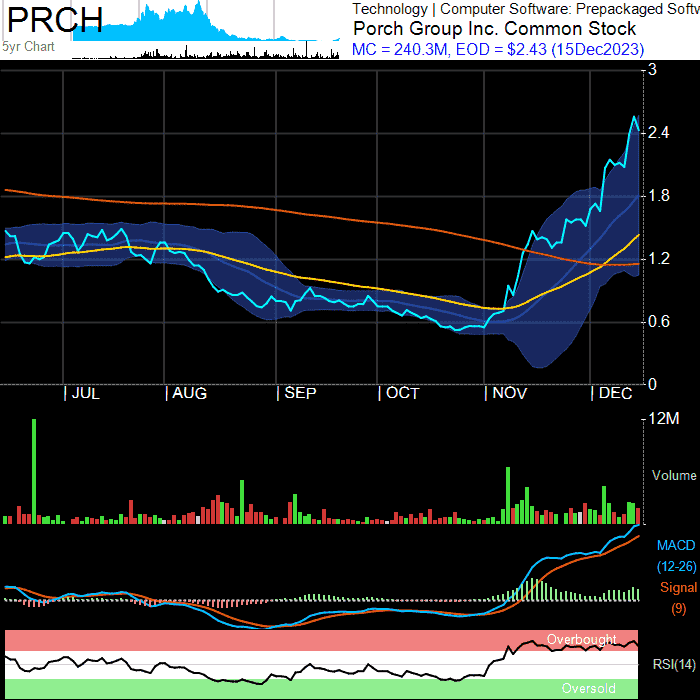 PRCH
5yr Chart
Technology | Computer Software: Prepackaged Softw
Porch Group Inc. Common Stock
MC = 240.3M, EOD = $2.43 (15Dec2023)
3
2.4
1.8
1.2
0.6
0
| JUL | AUG | SEP | OCT | NOV | DEC
12M
Volume
MACD
(12-26)
Signal
(9)
Overbought
RSI(14)
Oversold